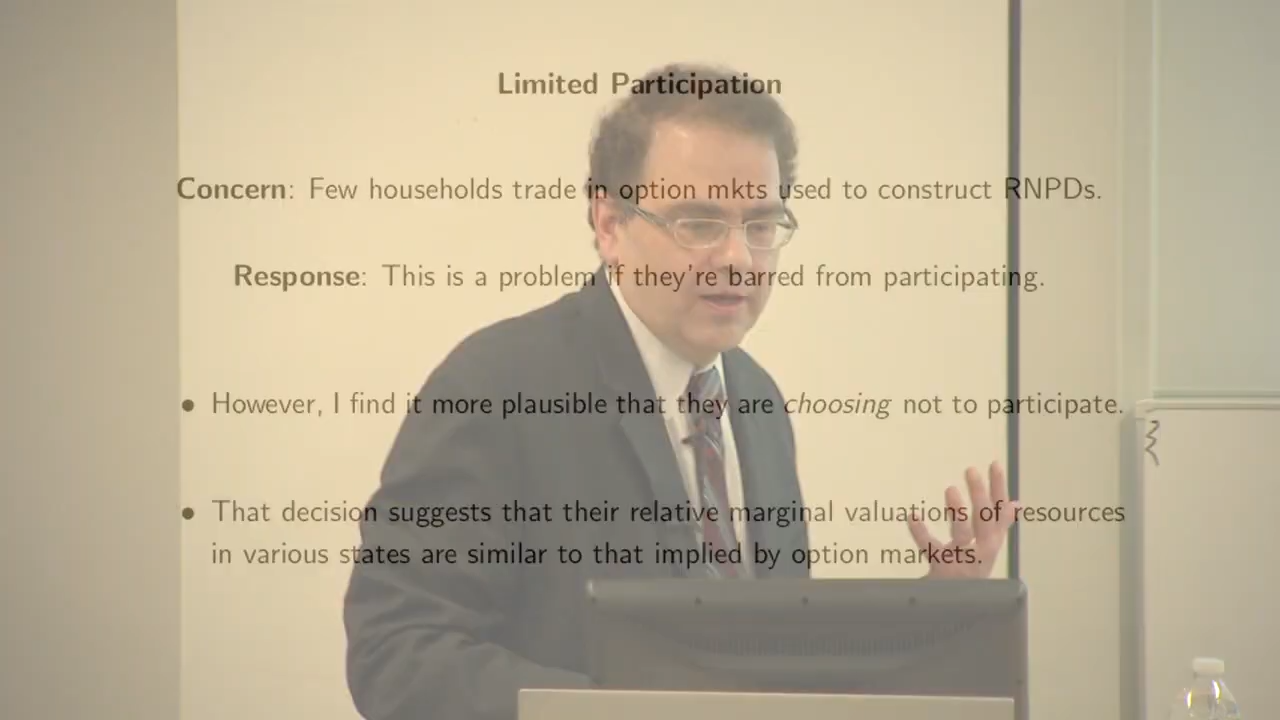 Limited Participation
Concern: Few households trade in option mkts used to construct RNPDs.
Response: This is a problem if they're barred from participating.
• However, I find it more plausible that they are choosing not to participate.
• That decision suggests that their relative marginal valuations of resources
in various states are similar to that implied by option markets.